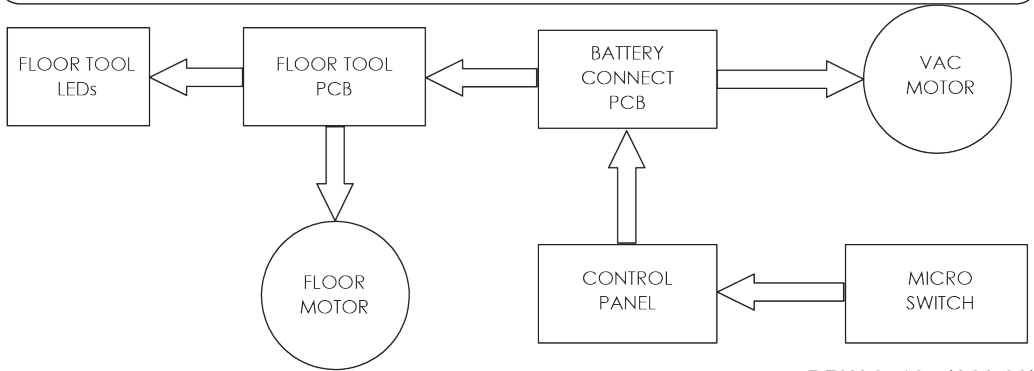 FLOOR TOOL
LEDs
FLOOR TOOL
PCB
BATTERY
CONNECT
PCB
VAC
MOTOR
FLOOR
MOTOR
CONTROL
PANEL
MICRO
SWITCH